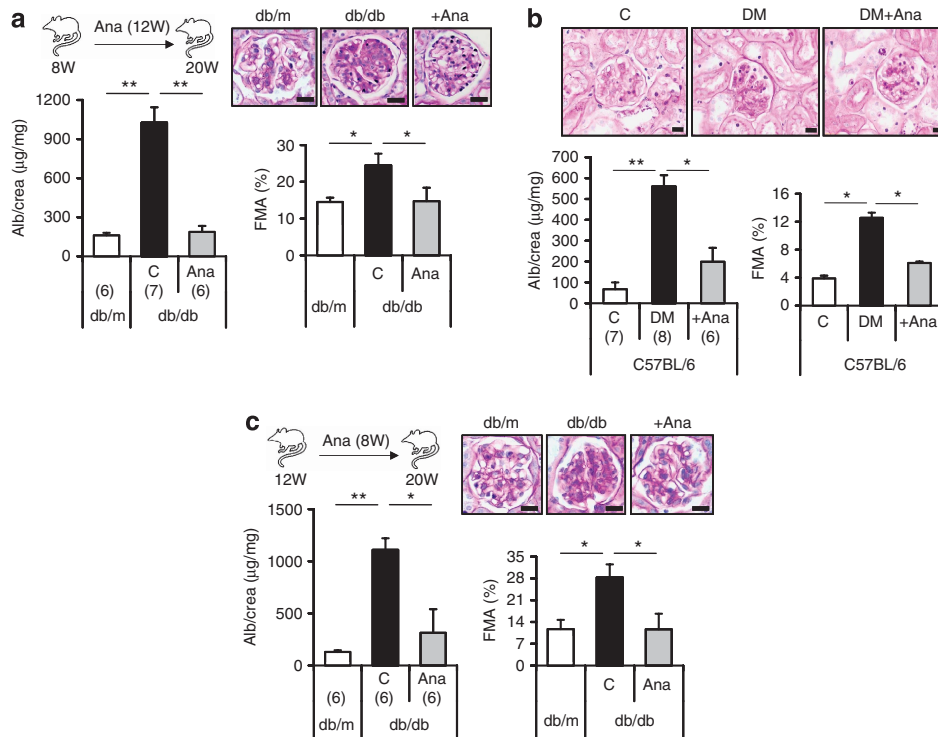 a
Ana (12W)
8W
20W
db/m
db/db
+Ana
**
**
Alb/crea (µg/mg)
1200
900
600
300
0
C
Ana
(6)
(7)
(6)
db/m
db/db
*
*
FMA (%)
30
20
10
0
C
Ana
db/m
db/db
b
C
DM
DM+Ana
**
*
Alb/crea (µg/mg)
700
600
500
400
300
200
100
0
C
DM
+Ana
(7)
(8)
(6)
C57BL/6
*
*
FMA (%)
16
12
8
4
0
C
DM
+Ana
C57BL/6
c
Ana (8W)
12W
20W
db/m
db/db
+Ana
**
*
Alb/crea (µg/mg)
1500
1000
500
0
C
Ana
(6)
(6)
(6)
db/m
db/db
*
*
FMA (%)
35
28
21
14
7
0
C
Ana
db/m
db/db